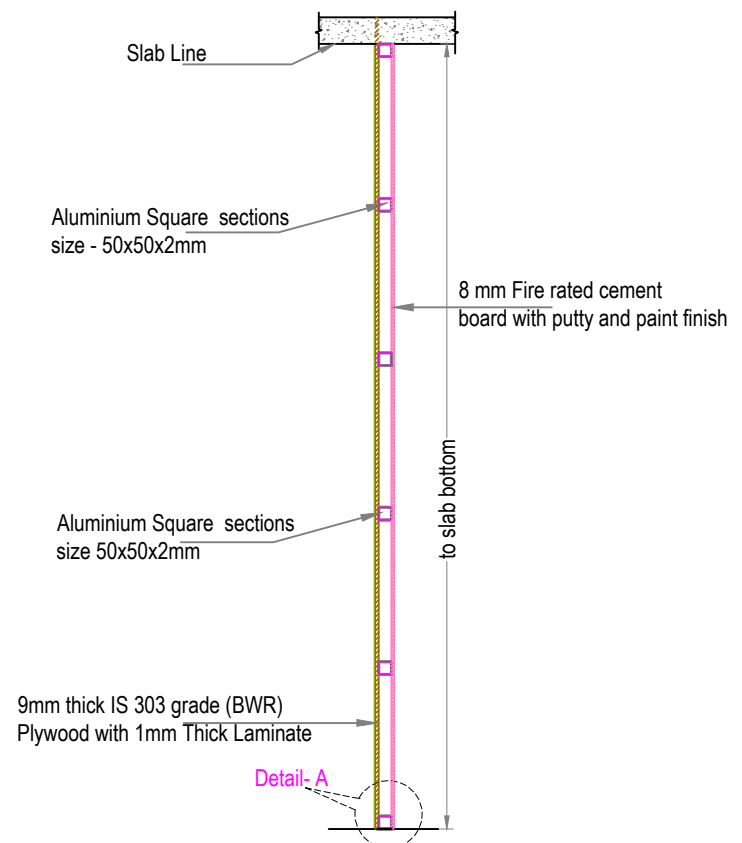 Slab Line
Aluminium Square sections
size - 50x50x2mm
8 mm Fire rated cement
board with putty and paint finish
to slab bottom
Aluminium Square sections
size 50x50x2mm
9mm thick IS 303 grade (BWR)
Plywood with 1mm Thick Laminate
Detail- A